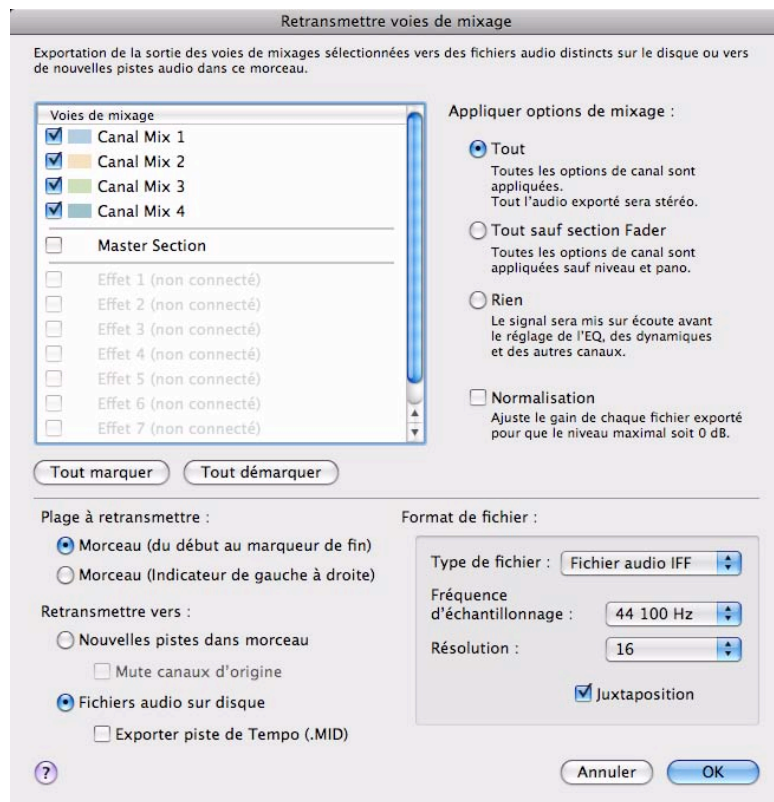 Retransmettre voies de mixage
Exportation de la sortie des voies de mixages sélectionnées vers des fichiers audio distincts sur le disque ou vers
de nouvelles pistes audio dans ce morceau.
Voies de mixage
Canal Mix 1
Canal Mix 2
Canal Mix 3
Canal Mix 4
Master Section
Effet 1 (non connecté)
Effet 2 (non connecté)
Effet 3 (non connecté)
Effet 4 (non connecté)
Effet 5 (non connecté)
Effet 6 (non connecté)
Effet 7 (non connecté)
Tout marquer
Tout démarquer
Appliquer options de mixage :
Tout
Toutes les options de canal sont
appliquées.
Tout l'audio exporté sera stéréo.
Tout sauf section Fader
Toutes les options de canal sont
appliquées sauf niveau et pano.
Rien
Le signal sera mis sur écoute avant
le réglage de l'EQ, des dynamiques
et des autres canaux.
Normalisation
Ajuste le gain de chaque fichier exporté
pour que le niveau maximal soit 0 dB.
Plage à retransmettre :
Morceau (du début au marqueur de fin)
Morceau (Indicateur de gauche à droite)
Retransmettre vers :
Nouvelles pistes dans morceau
Mute canaux d'origine
Fichiers audio sur disque
Exporter piste de Tempo (.MID)
Format de fichier :
Type de fichier : Fichier audio IFF
Fréquence
d'échantillonnage : 44 100 Hz
Résolution : 16
Juxtaposition
?
Annuler
OK